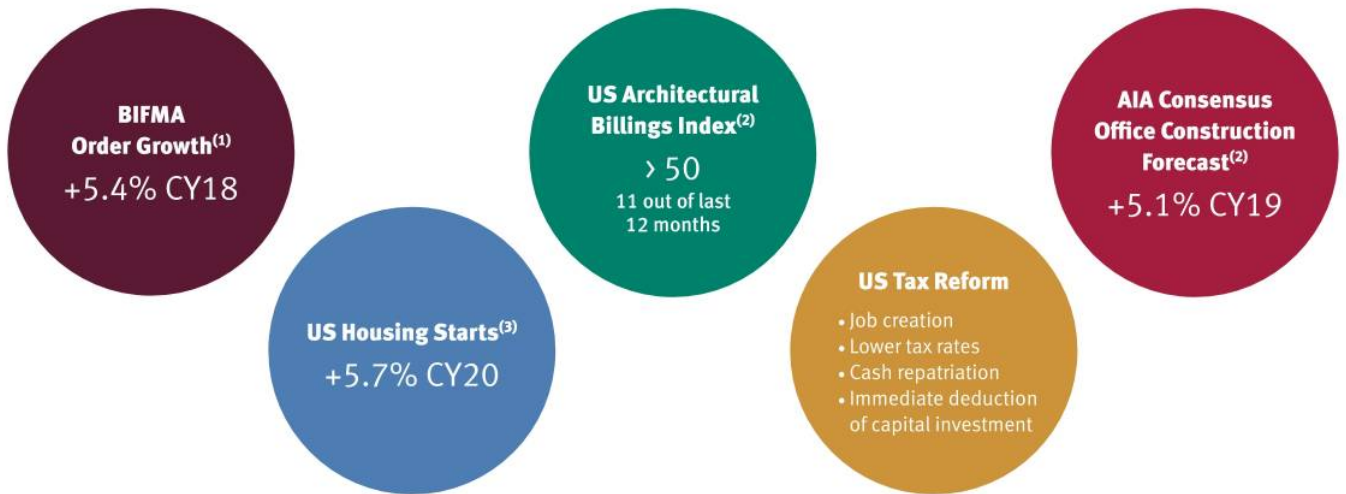 BIFMA
Order Growth(1)
+5.4% CY18
US Housing Starts(3)
+5.7% CY20
US Architectural
Billings Index(2)
> 50
11 out of last
12 months
US Tax Reform
• Job creation
• Lower tax rates
• Cash repatriation
• Immediate deduction
of capital investment
AIA Consensus
Office Construction
Forecast(2)
+5.1% CY19